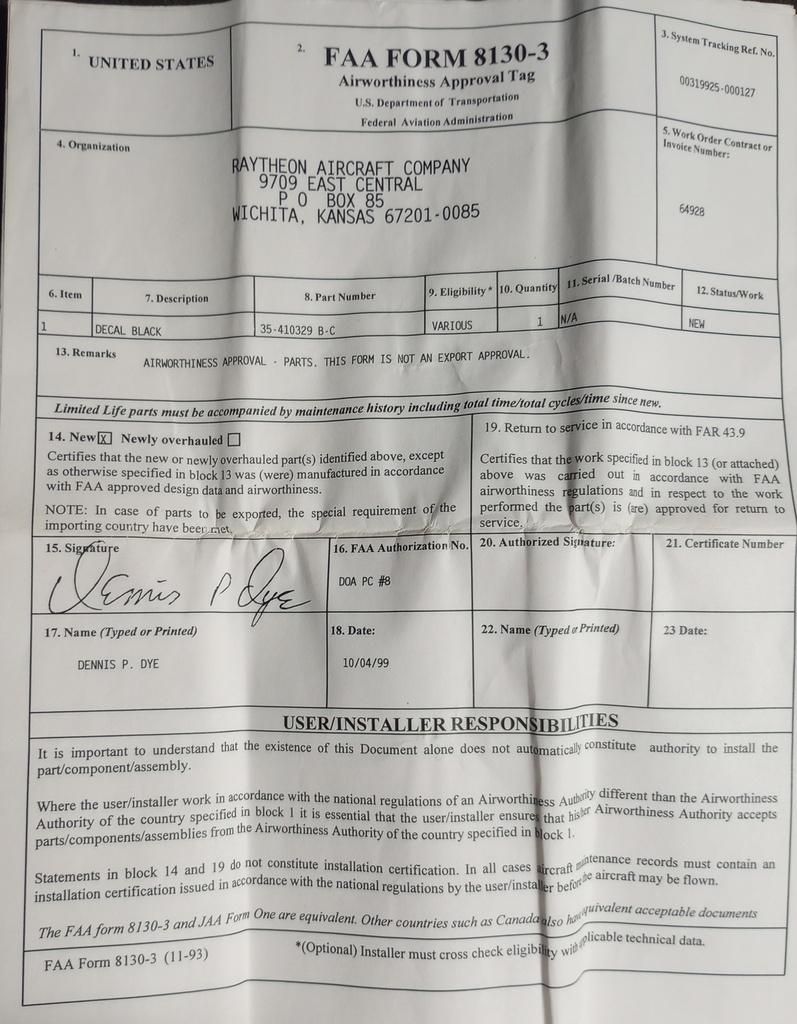 1. UNITED STATES
2. FAA FORM 8130-3
Airworthiness Approval Tag
U.S. Department of Transportation
Federal Aviation Administration
3. System Tracking Ref. No.
00319925-000127
4. Organization
RAYTHEON AIRCRAFT COMPANY
9709 EAST CENTRAL
P O BOX 85
WICHITA, KANSAS 67201-0085
5. Work Order Contract or
Invoice Number:
64928
6. Item 7. Description 8. Part Number 9. Eligibility* 10. Quantity 11. Serial /Batch Number 12. Status/Work
1 DECAL BLACK 35-410329 B-C VARIOUS 1 N/A NEW
13. Remarks AIRWORTHINESS APPROVAL - PARTS. THIS FORM IS NOT AN EXPORT APPROVAL.
Limited Life parts must be accompanied by maintenance history including total time/total cycles/time since new.
14. New X Newly overhauled
Certifies that the new or newly overhauled part(s) identified above, except
as otherwise specified in block 13 was (were) manufactured in accordance
with FAA approved design data and airworthiness.
NOTE: In case of parts to be exported, the special requirement of the
importing country have been met.
19. Return to service in accordance with FAR 43.9
Certifies that the work specified in block 13 (or attached)
above was carried out in accordance with FAA
airworthiness regulations and in respect to the work
performed the part(s) is (are) approved for return to
service.
15. Signature
Dennis P Dye
16. FAA Authorization No.
DOA PC #8
20. Authorized Signature:
21. Certificate Number
17. Name (Typed or Printed)
DENNIS P. DYE
18. Date:
10/04/99
22. Name (Typed or Printed)
23 Date:
USER/INSTALLER RESPONSIBILITIES
It is important to understand that the existence of this Document alone does not automatically constitute authority to install the
part/component/assembly.
Where the user/installer work in accordance with the national regulations of an Airworthiness Authority different than the Airworthiness
Authority of the country specified in block 1 it is essential that the user/installer ensures that his/her Airworthiness Authority accepts
parts/components/assemblies from the Airworthiness Authority of the country specified in block 1.
Statements in block 14 and 19 do not constitute installation certification. In all cases aircraft maintenance records must contain an
installation certification issued in accordance with the national regulations by the user/installer before the aircraft may be flown.
The FAA form 8130-3 and JAA Form One are equivalent. Other countries such as Canada also have equivalent acceptable documents
FAA Form 8130-3 (11-93) *(Optional) Installer must cross check eligibility with applicable technical data.